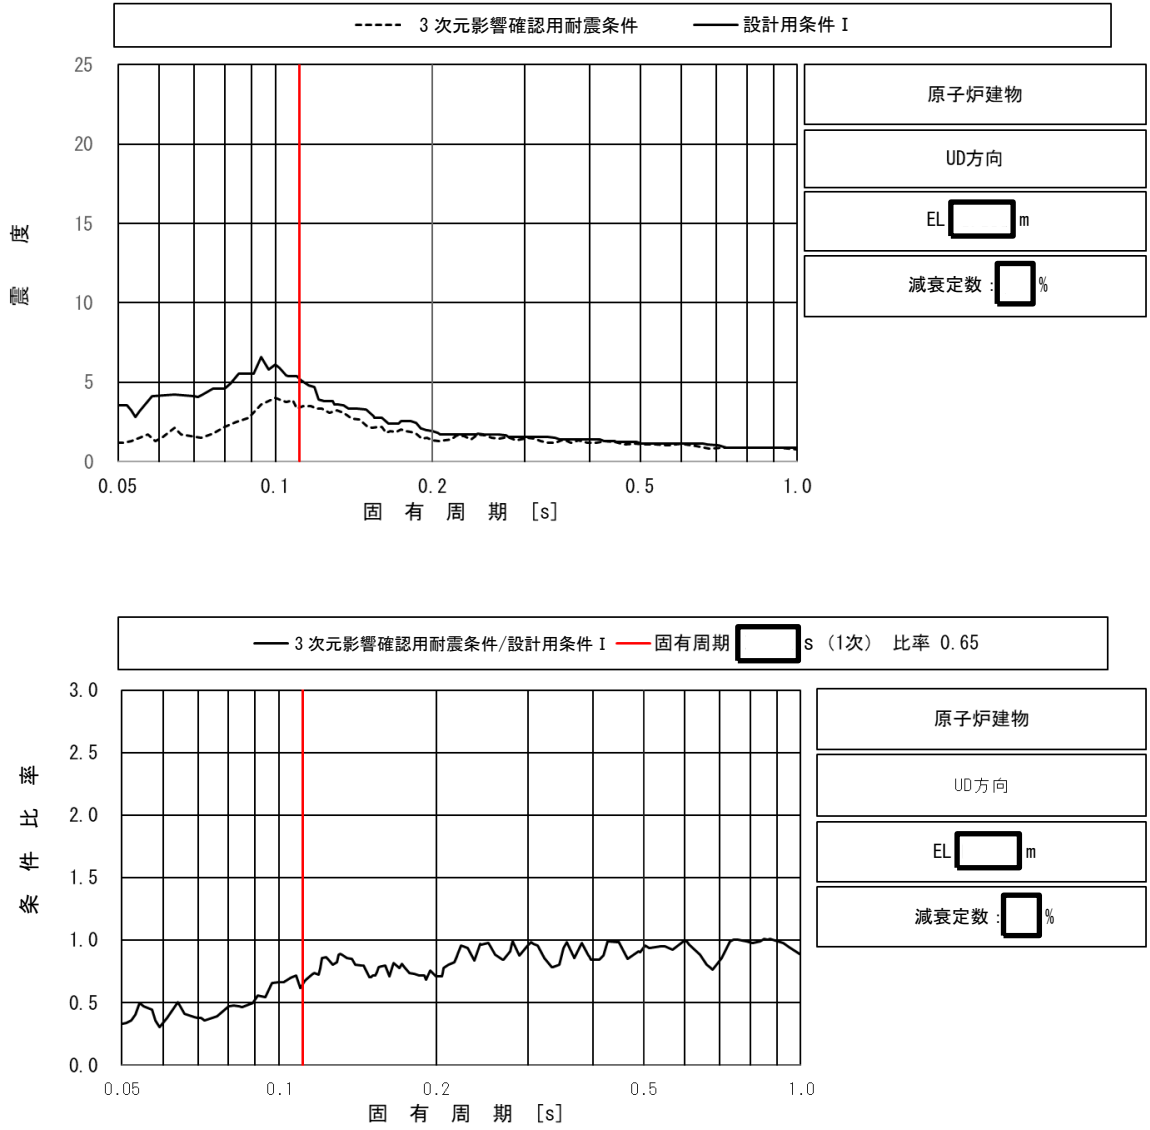 3次元影響確認用耐震条件 設計用条件Ⅰ
25
20
15
10
5
0
震度
0.05 0.1 0.2 0.5 1.0
固有周期 [s]
原子炉建物
UD方向
EL m
減衰定数: %
3次元影響確認用耐震条件/設計用条件Ⅰ 固有周期 s (1次) 比率 0.65
3.0
2.5
2.0
1.5
1.0
0.5
0.0
条件比率
0.05 0.1 0.2 0.5 1.0
固有周期 [s]
原子炉建物
UD方向
EL m
減衰定数: %